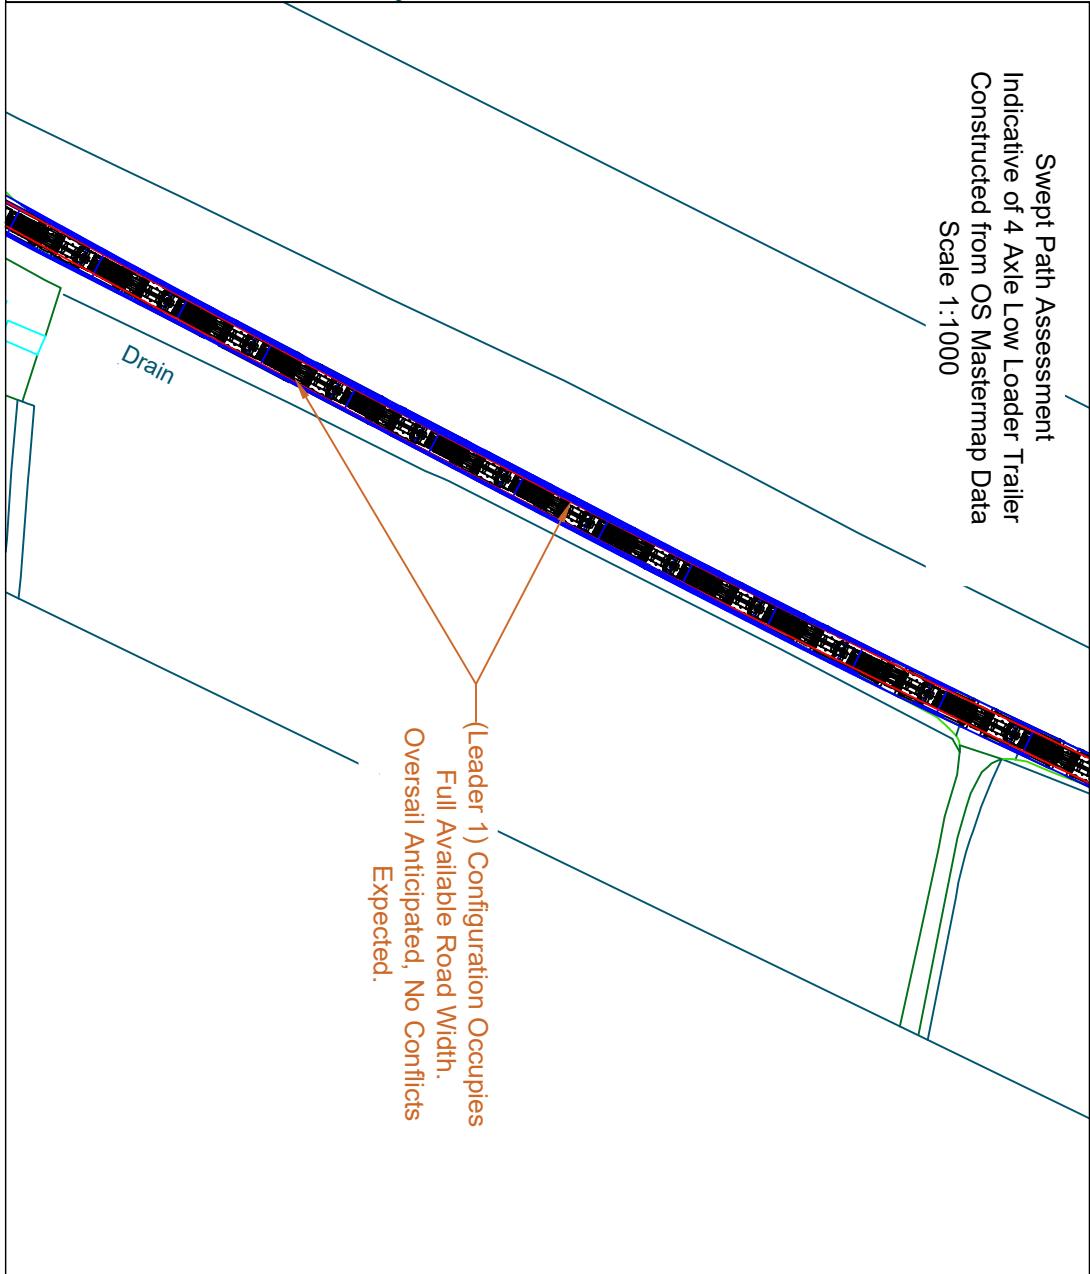 Swept Path Assessment
Indicative of 4 Axle Low Loader Trailer
Constructed from OS Mastermap Data
Scale 1:1000
Drain
(Leader 1) Configuration Occupies
Full Available Road Width.
Oversail Anticipated, No Conflicts
Expected.